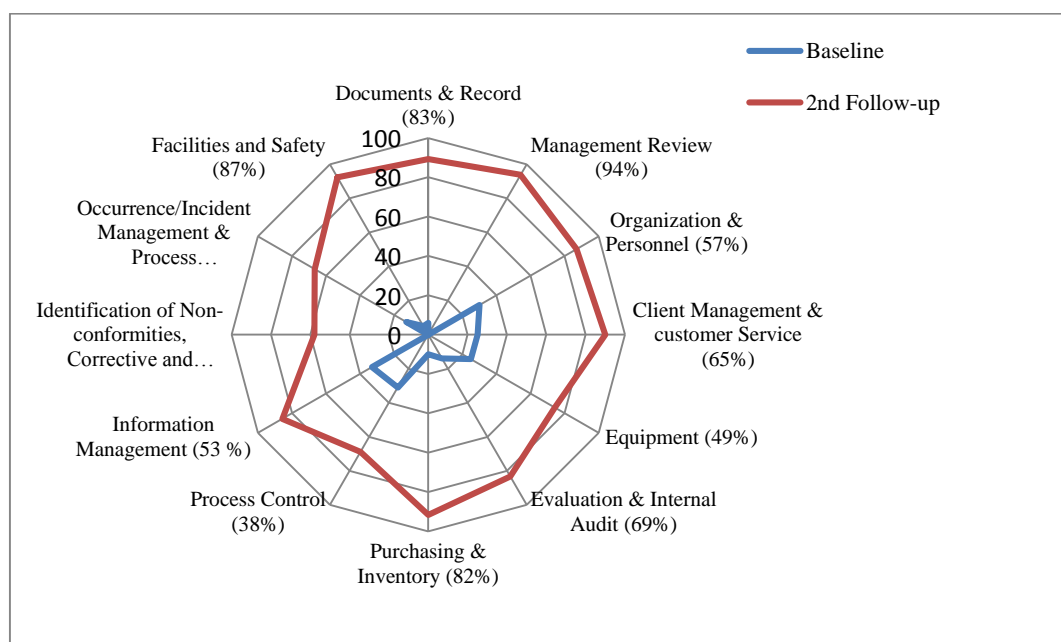 Baseline
2nd Follow-up
Documents & Record
(83%)
Management Review
(94%)
Organization &
Personnel (57%)
Client Management &
customer Service
(65%)
Equipment (49%)
Evaluation & Internal
Audit (69%)
Purchasing &
Inventory (82%)
Process Control
(38%)
Information
Management (53 %)
Identification of Non-
conformities,
Corrective and…
Occurrence/Incident
Management &
Process…
Facilities and Safety
(87%)
100
80
60
40
20
0